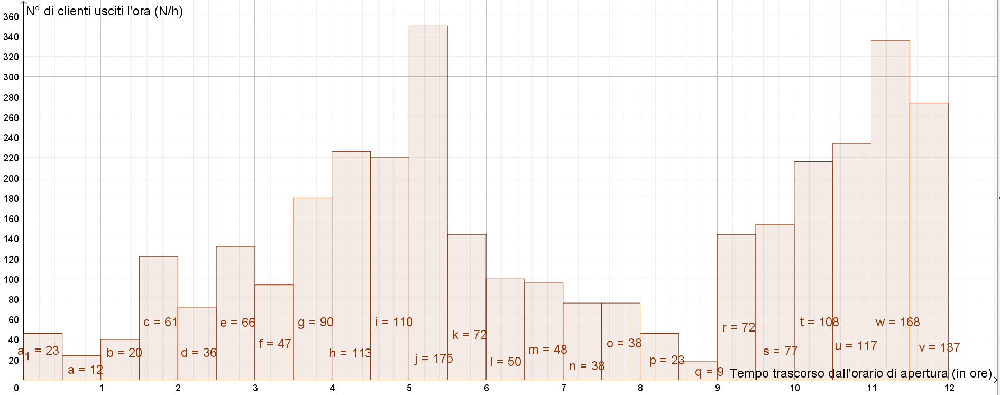 N° di clienti usciti l'ora (N/h)
360
340
320
300
280
260
240
220
200
180
160
140
120
100
80
60
40
20
0
a₁ = 23
a = 12
b = 20
c = 61
d = 36
e = 66
f = 47
g = 90
h = 113
i = 110
j = 175
k = 72
l = 50
m = 48
n = 38
o = 38
p = 23
q = 9
r = 72
s = 77
t = 108
u = 117
w = 168
v = 137
Tempo trascorso dall'orario di apertura (in ore)
1 2 3 4 5 6 7 8 9 10 11 12